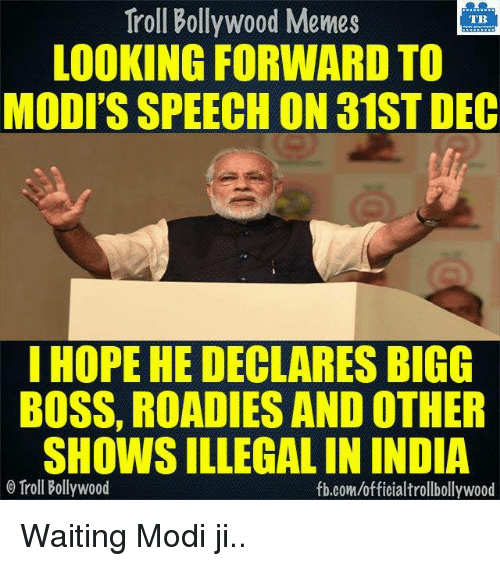 Troll Bollywood Memes
TB
LOOKING FORWARD TO
MODI'S SPEECH ON 31ST DEC
I HOPE HE DECLARES BIGG
BOSS, ROADIES AND OTHER
SHOWS ILLEGAL IN INDIA
© Troll Bollywood
fb.com/officialtrollbollywood
Waiting Modi ji..